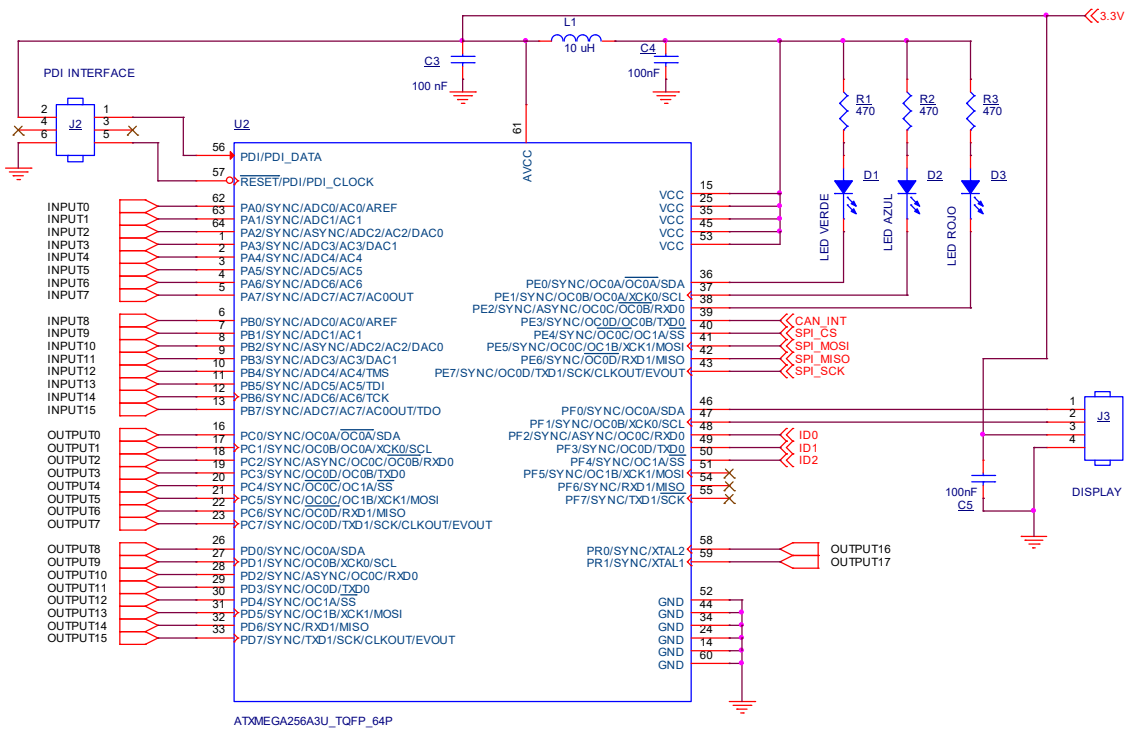 3.3V
L1
10 uH
C3
100 nF
C4
100nF
PDI INTERFACE
J2
2
4
6
1
3
5
R1
470
R2
470
R3
470
D1
D2
D3
LED VERDE
LED AZUL
LED ROJO
U2
61
AVCC
56 PDI/PDI_DATA
57 RESET/PDI/PDI_CLOCK
INPUT0 62 PA0/SYNC/ADC0/AC0/AREF
INPUT1 63 PA1/SYNC/ADC1/AC1
INPUT2 64 PA2/SYNC/ASYNC/ADC2/AC2/DAC0
INPUT3 1 PA3/SYNC/ADC3/AC3/DAC1
INPUT4 2 PA4/SYNC/ADC4/AC4
INPUT5 3 PA5/SYNC/ADC5/AC5
INPUT6 4 PA6/SYNC/ADC6/AC6
INPUT7 5 PA7/SYNC/ADC7/AC7/AC0OUT
INPUT8 6 PB0/SYNC/ADC0/AC0/AREF
INPUT9 7 PB1/SYNC/ADC1/AC1
INPUT10 8 PB2/SYNC/ASYNC/ADC2/AC2/DAC0
INPUT11 9 PB3/SYNC/ADC3/AC3/DAC1
INPUT12 10 PB4/SYNC/ADC4/AC4/TMS
INPUT13 11 PB5/SYNC/ADC5/AC5/TDI
INPUT14 12 PB6/SYNC/ADC6/AC6/TCK
INPUT15 13 PB7/SYNC/ADC7/AC7/AC0OUT/TDO
OUTPUT0 16 PC0/SYNC/OC0A/OC0A/SDA
OUTPUT1 17 PC1/SYNC/OC0B/OC0A/XCK0/SCL
OUTPUT2 18 PC2/SYNC/ASYNC/OC0C/OC0B/RXD0
OUTPUT3 19 PC3/SYNC/OC0D/OC0B/TXD0
OUTPUT4 20 PC4/SYNC/OC0C/OC1A/SS
OUTPUT5 21 PC5/SYNC/OC0C/OC1B/XCK1/MOSI
OUTPUT6 22 PC6/SYNC/OC0D/RXD1/MISO
OUTPUT7 23 PC7/SYNC/OC0D/TXD1/SCK/CLKOUT/EVOUT
OUTPUT8 26 PD0/SYNC/OC0A/SDA
OUTPUT9 27 PD1/SYNC/OC0B/XCK0/SCL
OUTPUT10 28 PD2/SYNC/ASYNC/OC0C/RXD0
OUTPUT11 29 PD3/SYNC/OC0D/TXD0
OUTPUT12 30 PD4/SYNC/OC1A/SS
OUTPUT13 31 PD5/SYNC/OC1B/XCK1/MOSI
OUTPUT14 32 PD6/SYNC/RXD1/MISO
OUTPUT15 33 PD7/SYNC/TXD1/SCK/CLKOUT/EVOUT
VCC 15
VCC 25
VCC 35
VCC 45
VCC 53
PE0/SYNC/OC0A/OC0A/SDA 36
PE1/SYNC/OC0B/OC0A/XCK0/SCL 37
PE2/SYNC/ASYNC/OC0C/OC0B/RXD0 38
PE3/SYNC/OC0D/OC0B/TXD0 39 CAN_INT
PE4/SYNC/OC0C/OC1A/SS 40 SPI_CS
PE5/SYNC/OC0C/OC1B/XCK1/MOSI 41 SPI_MOSI
PE6/SYNC/OC0D/RXD1/MISO 42 SPI_MISO
PE7/SYNC/OC0D/TXD1/SCK/CLKOUT/EVOUT 43 SPI_SCK
PF0/SYNC/OC0A/SDA 46
PF1/SYNC/OC0B/XCK0/SCL 47
PF2/SYNC/ASYNC/OC0C/RXD0 48 ID0
PF3/SYNC/OC0D/TXD0 49 ID1
PF4/SYNC/OC1A/SS 50 ID2
PF5/SYNC/OC1B/XCK1/MOSI 51
PF6/SYNC/RXD1/MISO 54
PF7/SYNC/TXD1/SCK 55
PR0/SYNC/XTAL2 58 OUTPUT16
PR1/SYNC/XTAL1 59 OUTPUT17
GND 52
GND 44
GND 34
GND 24
GND 14
GND 60
1
2
3
4
J3
DISPLAY
100nF
C5
ATXMEGA256A3U_TQFP_64P